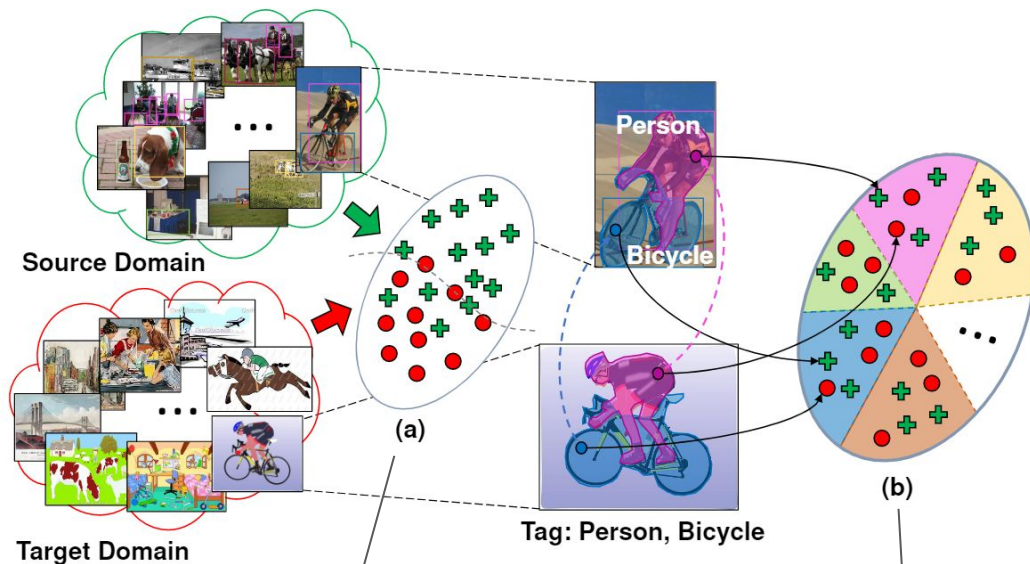 Person
Bicycle
Source Domain
(a)
(b)
Tag: Person, Bicycle
Target Domain